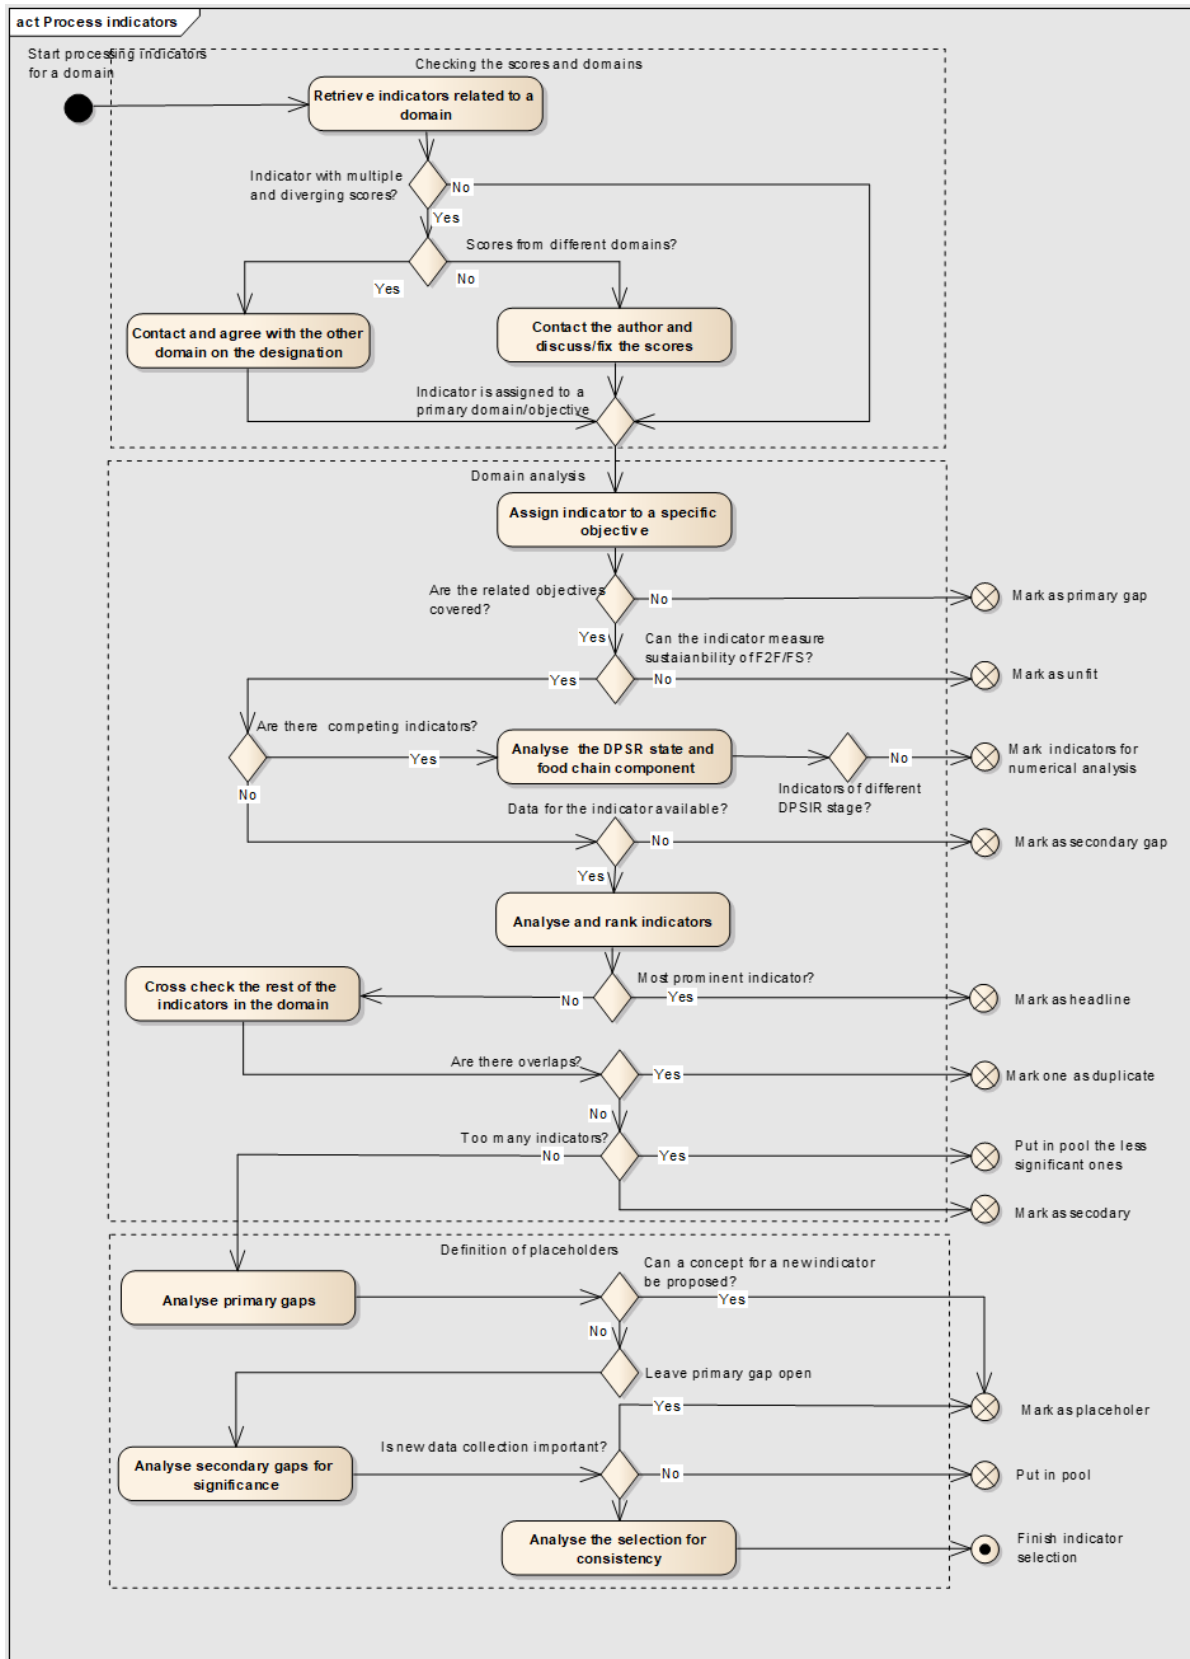 act Process indicators
Start processing indicators
for a domain
Checking the scores and domains
Retrieve indicators related to a
domain
Indicator with multiple
and diverging scores?
No
Yes
Scores from different domains?
Yes
No
Contact and agree with the other
domain on the designation
Contact the author and
discuss/fix the scores
Indicator is assigned to a
primary domain/objective
Domain analysis
Assign indicator to a specific
objective
Are the related objectives
covered?
No
Mark as primary gap
Yes
Can the indicator measure
sustaianbility of F2F/FS?
Yes
No
Mark as unfit
Are there competing indicators?
Yes
Analyse the DPSR state and
food chain component
No
Mark indicators for
numerical analysis
Indicators of different
DPSIR stage?
No
Data for the indicator available?
No
Mark as secondary gap
Yes
Analyse and rank indicators
Most prominent indicator?
Cross check the rest of the
indicators in the domain
No
Yes
Mark as headline
Are there overlaps?
Yes
Mark one as duplicate
No
Too many indicators?
No
Yes
Put in pool the less
significant ones
Mark as secodary
Definition of placeholders
Can a concept for a new indicator
be proposed?
Analyse primary gaps
Yes
No
Leave primary gap open
Yes
Mark as placeholer
Is new data collection important?
Analyse secondary gaps for
significance
No
Put in pool
Analyse the selection for
consistency
Finish indicator
selection